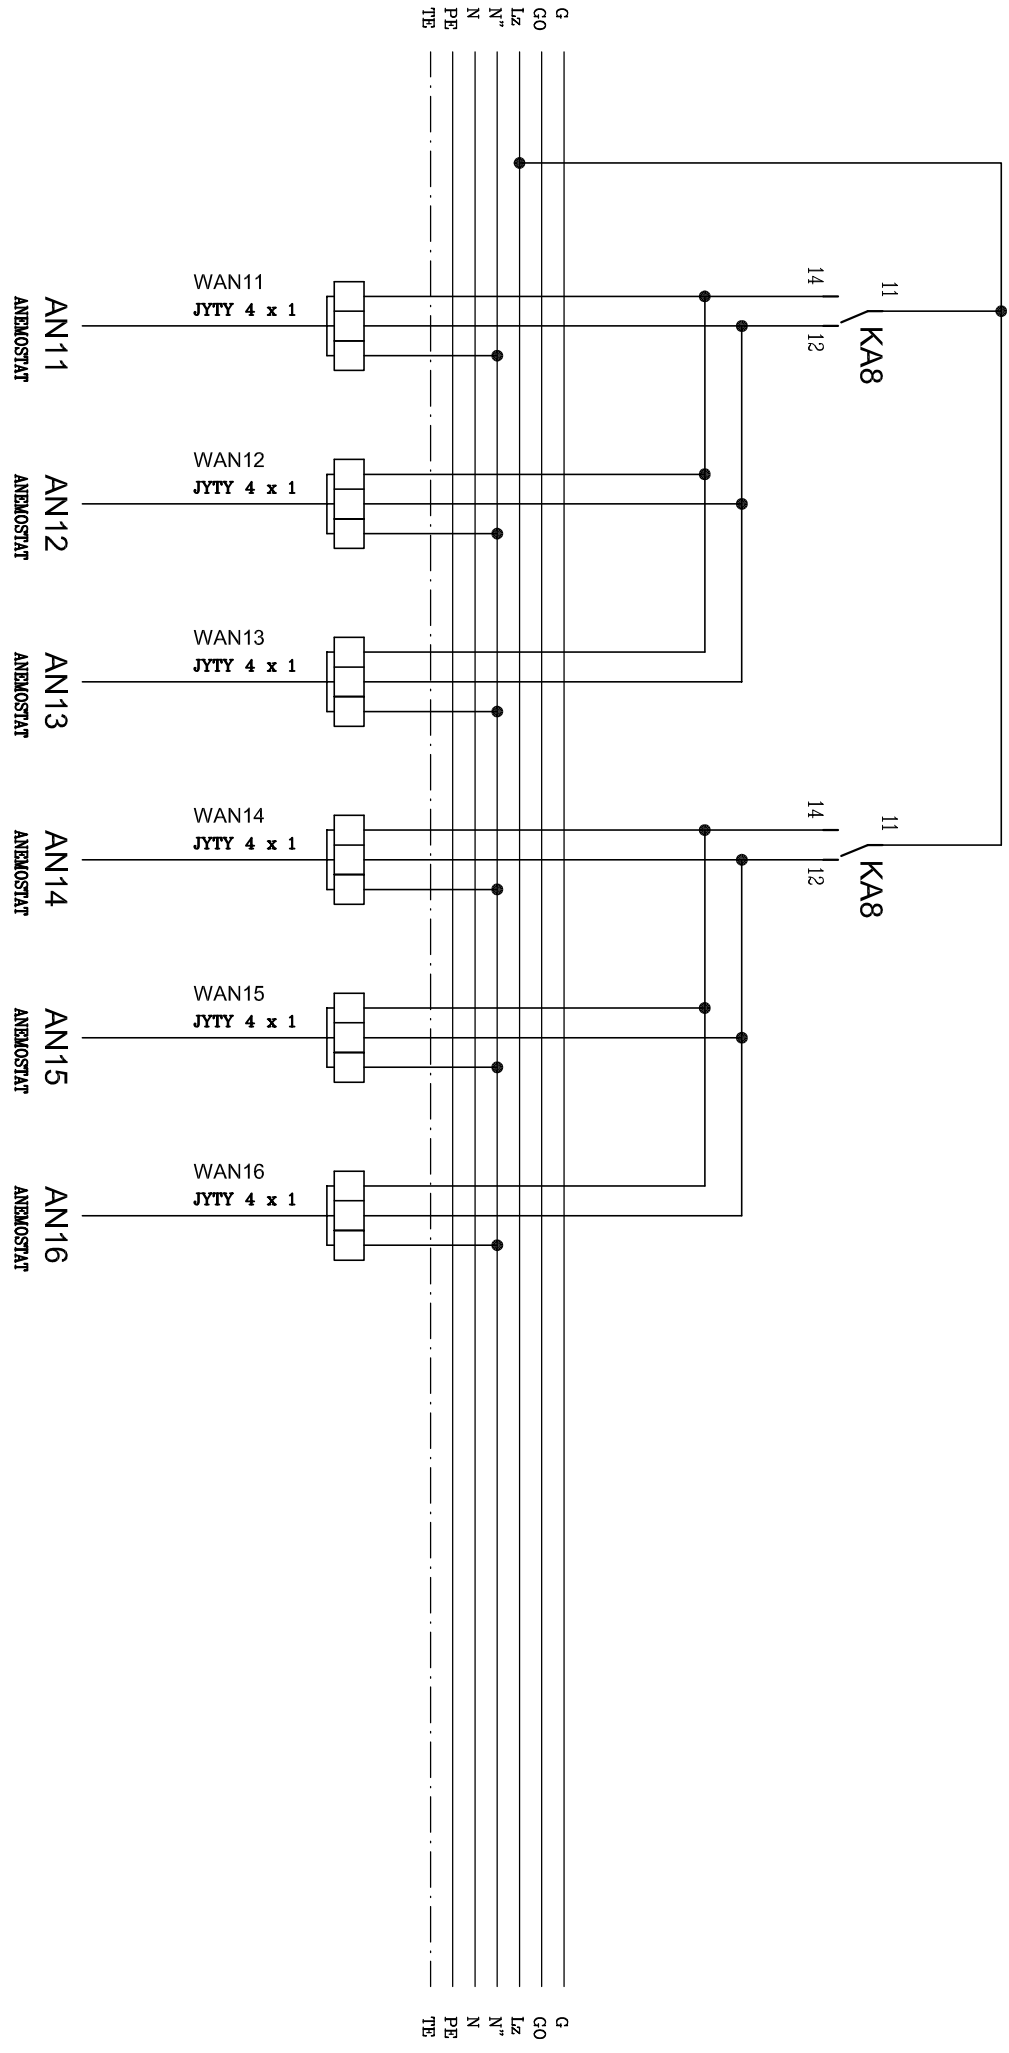 TE
PE
N
N"
Lz
GO
G
14
11
12
KA8
WAN11
JYTY 4 x 1
AN11
ANEMOSTAT
WAN12
JYTY 4 x 1
AN12
ANEMOSTAT
WAN13
JYTY 4 x 1
AN13
ANEMOSTAT
14
11
12
KA8
WAN14
JYTY 4 x 1
AN14
ANEMOSTAT
WAN15
JYTY 4 x 1
AN15
ANEMOSTAT
WAN16
JYTY 4 x 1
AN16
ANEMOSTAT
TE
PE
N
N"
Lz
GO
G